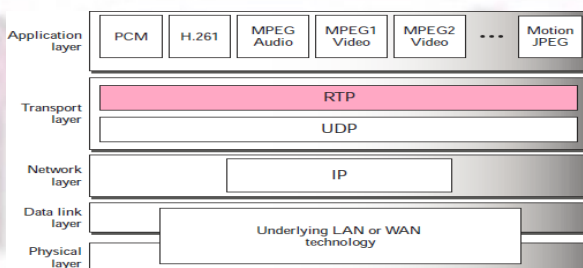 Application layer
PCM
H.261
MPEG Audio
MPEG1 Video
MPEG2 Video
•••
Motion JPEG
Transport layer
RTP
UDP
Network layer
IP
Data link layer
Underlying LAN or WAN technology
Physical layer